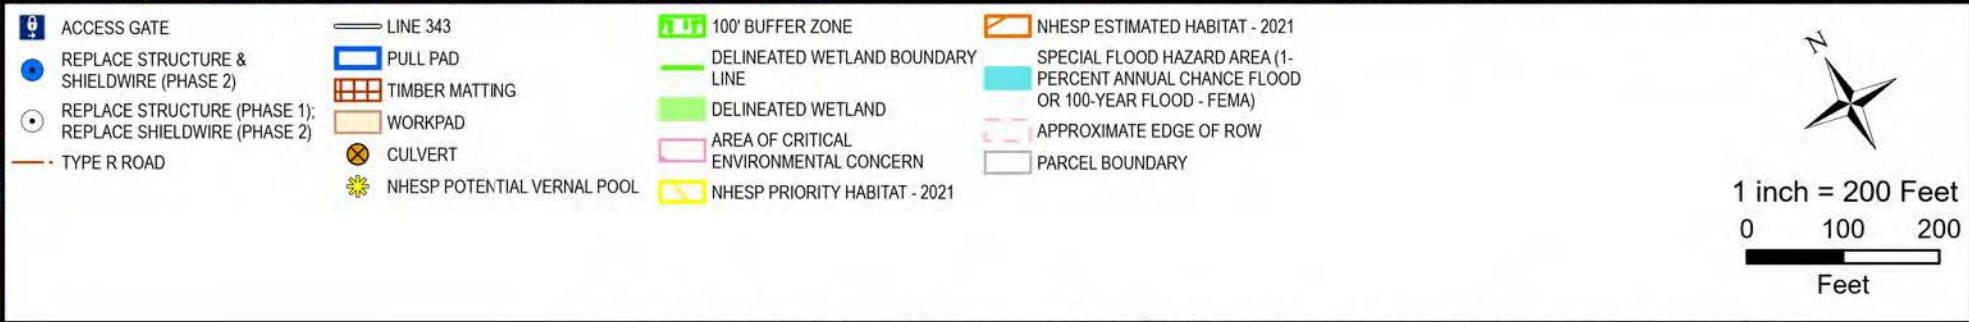 ACCESS GATE
REPLACE STRUCTURE &
SHIELDWIRE (PHASE 2)
REPLACE STRUCTURE (PHASE 1);
REPLACE SHIELDWIRE (PHASE 2)
TYPE R ROAD
LINE 343
PULL PAD
TIMBER MATTING
WORKPAD
CULVERT
NHESP POTENTIAL VERNAL POOL
100' BUFFER ZONE
DELINEATED WETLAND BOUNDARY
LINE
DELINEATED WETLAND
AREA OF CRITICAL
ENVIRONMENTAL CONCERN
NHESP PRIORITY HABITAT - 2021
NHESP ESTIMATED HABITAT - 2021
SPECIAL FLOOD HAZARD AREA (1-
PERCENT ANNUAL CHANCE FLOOD
OR 100-YEAR FLOOD - FEMA)
APPROXIMATE EDGE OF ROW
PARCEL BOUNDARY
N
1 inch = 200 Feet
0 100 200
Feet